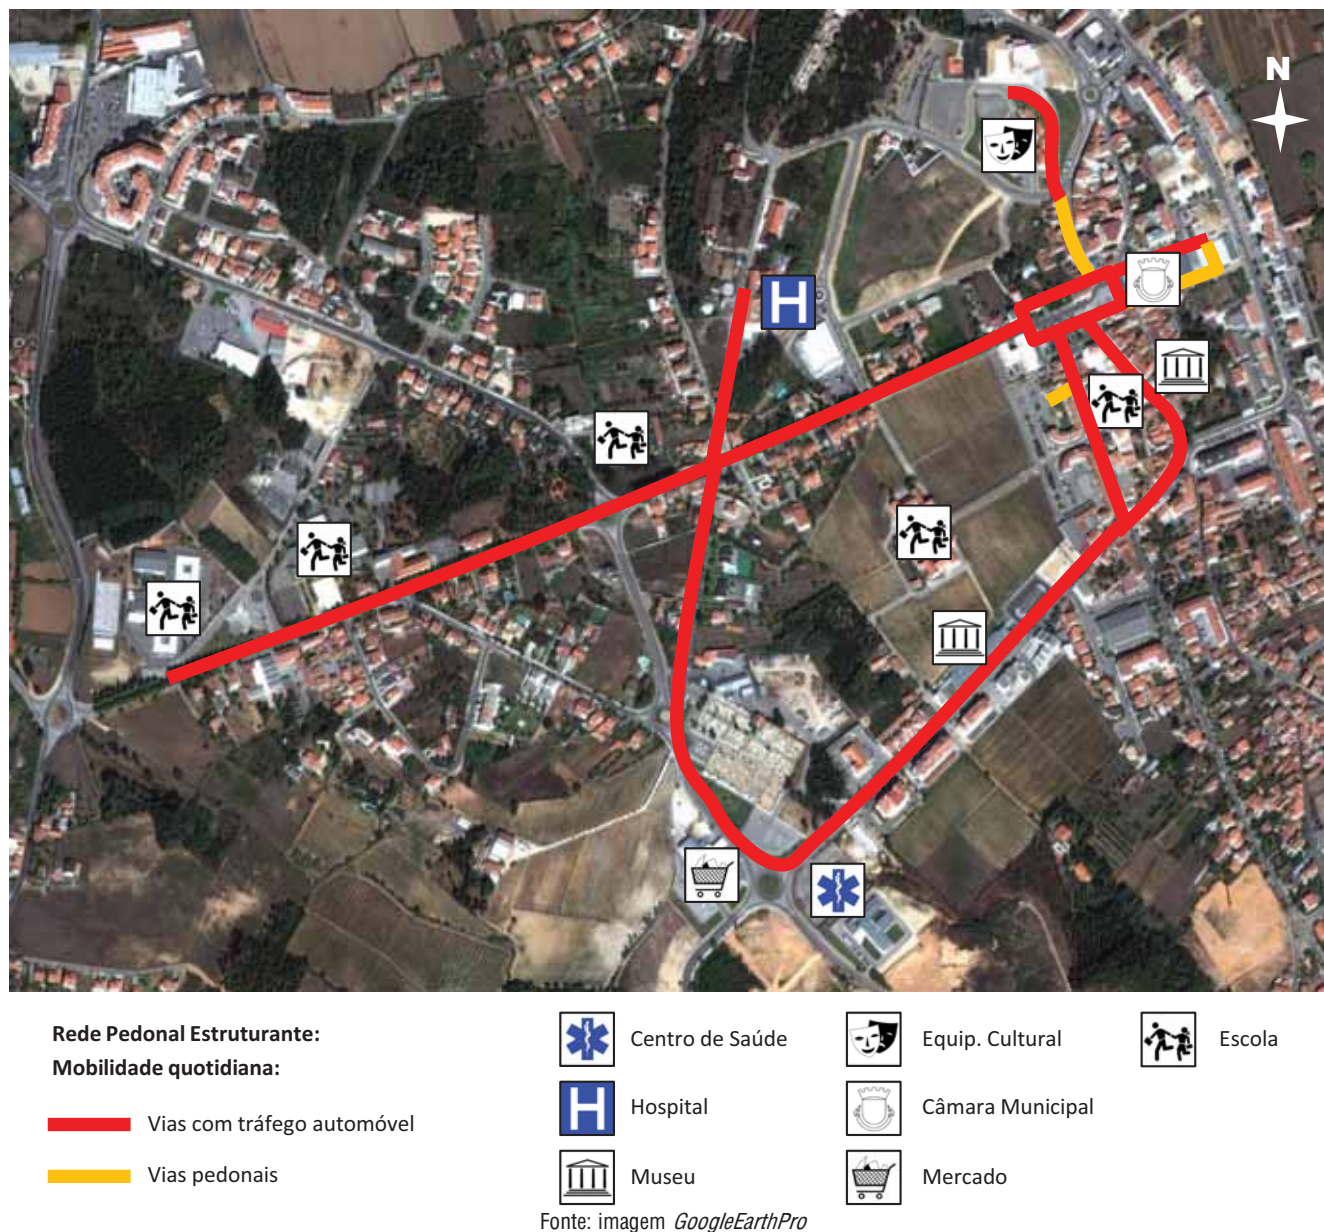 N
H
Rede Pedonal Estruturante:
Mobilidade quotidiana:
Vias com tráfego automóvel
Vias pedonais
Centro de Saúde
H
Hospital
Museu
Equip. Cultural
Câmara Municipal
Mercado
Escola
Fonte: imagem GoogleEarthPro